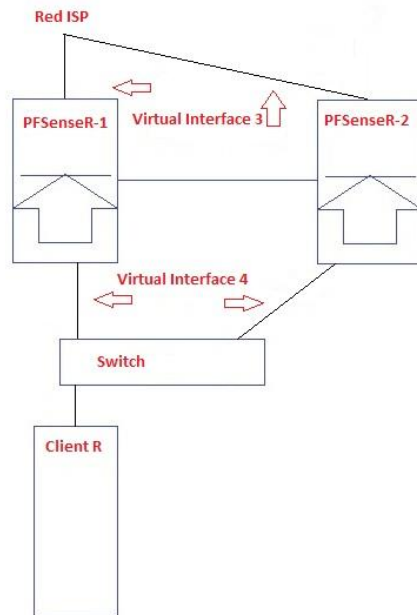 Red ISP
PFSenseR-1
Virtual Interface 3
PFSenseR-2
Virtual Interface 4
Switch
Client R